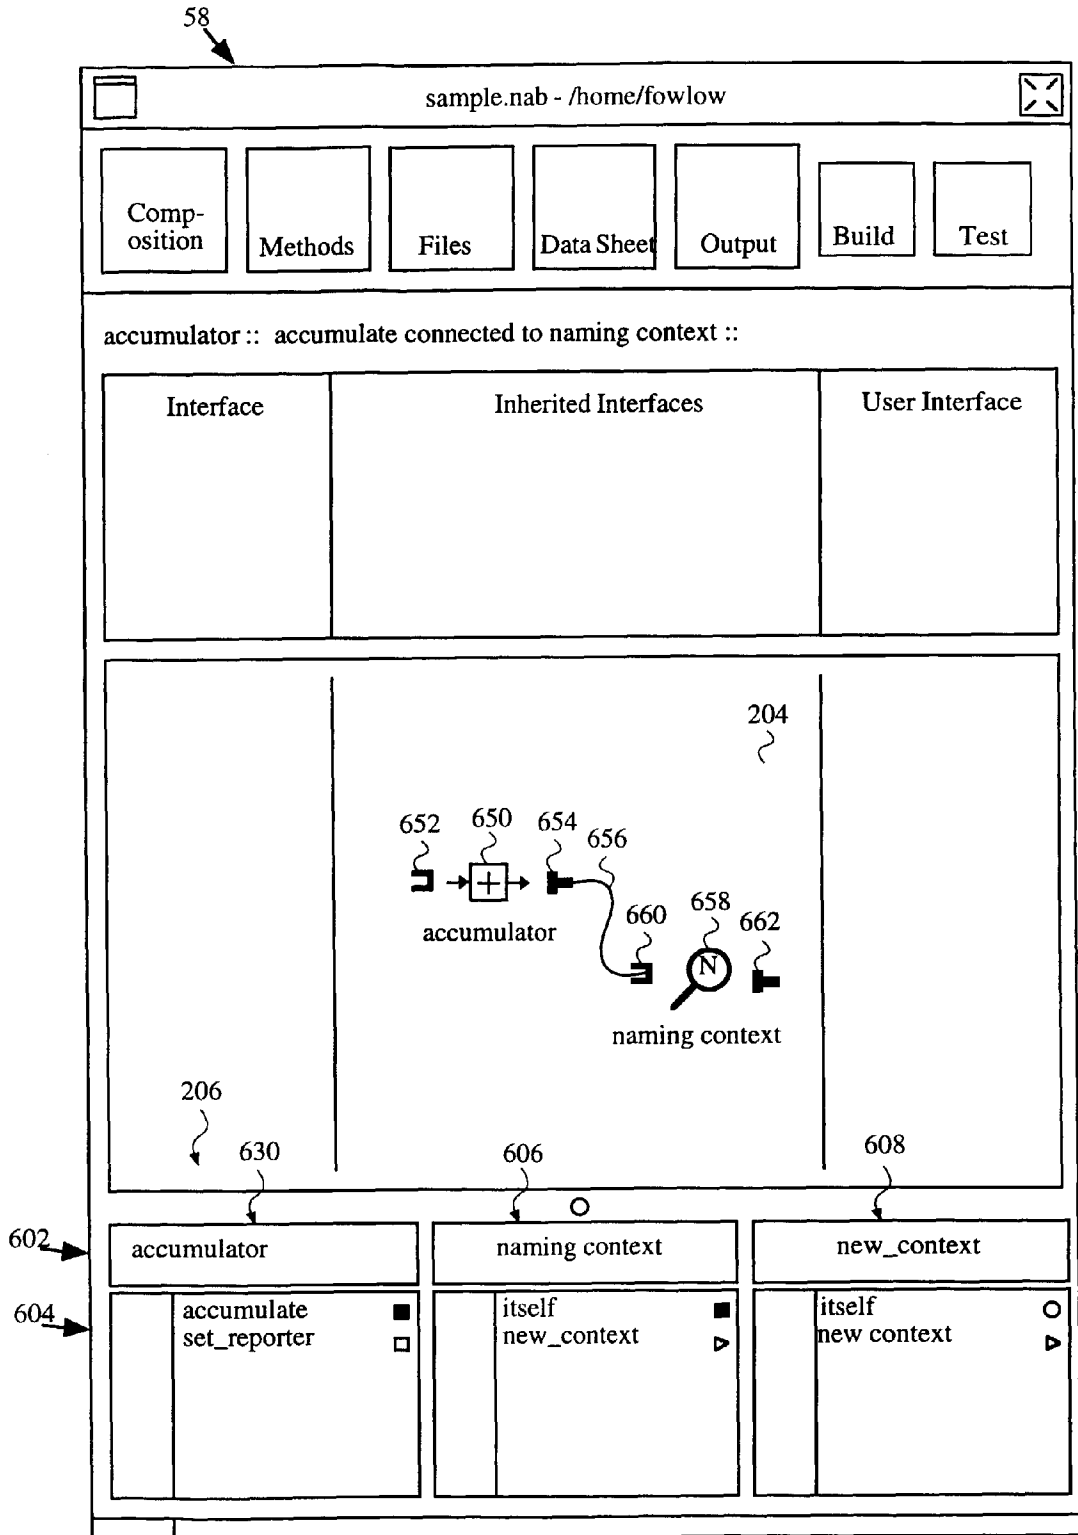 58
sample.nab - /home/fowlow
Comp-
osition
Methods
Files
Data Sheet
Output
Build
Test
accumulator :: accumulate connected to naming context ::
Interface
Inherited Interfaces
User Interface
204
652
650
654
656
accumulator
660
658
662
N
naming context
206
630
606
608
602
accumulator
naming context
new_context
604
accumulate
set_reporter
itself
new_context
itself
new context